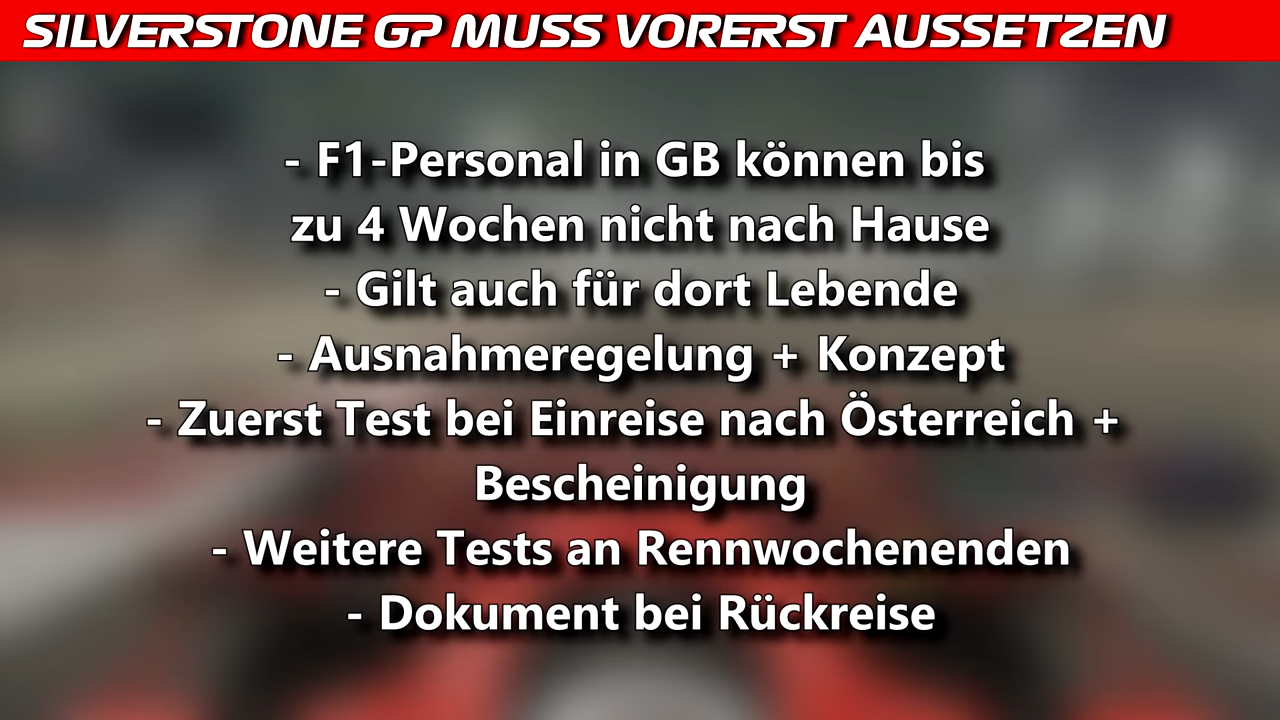 SILVERSTONE GP MUSS VORERST AUSSETZEN
- F1-Personal in GB können bis
zu 4 Wochen nicht nach Hause
- Gilt auch für dort Lebende
- Ausnahmeregelung + Konzept
- Zuerst Test bei Einreise nach Österreich +
Bescheinigung
- Weitere Tests an Rennwochenenden
- Dokument bei Rückreise